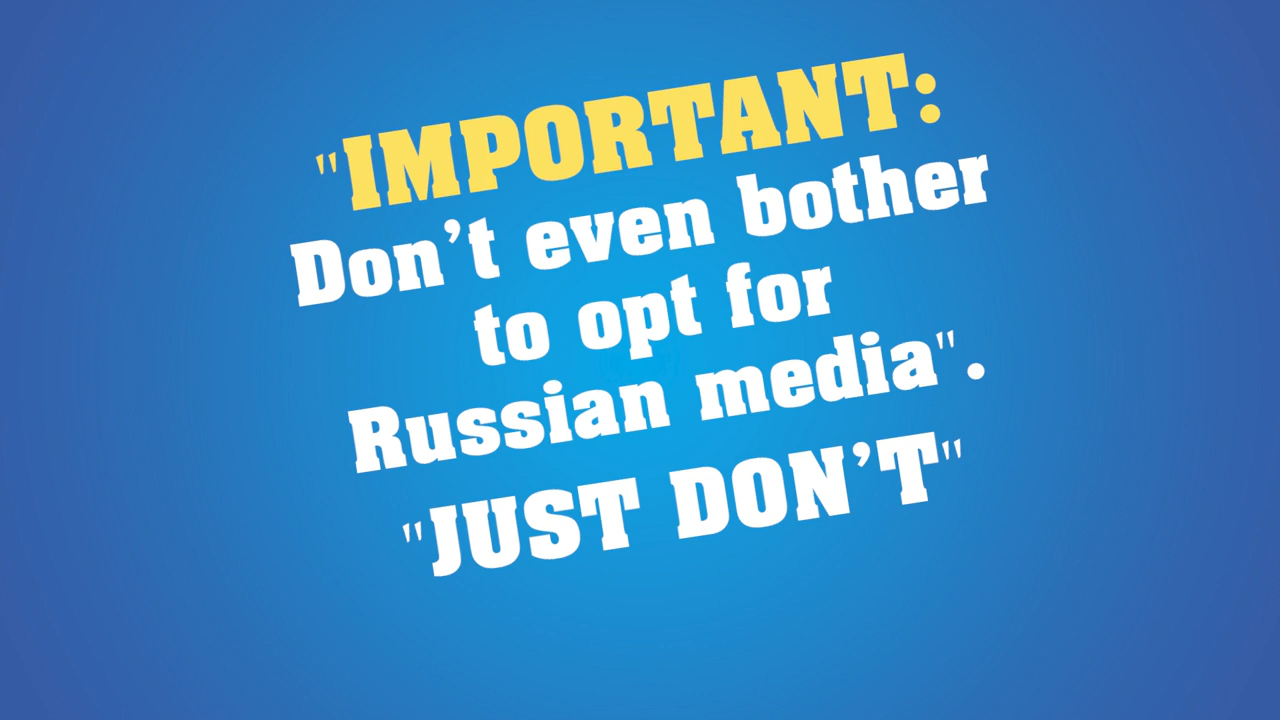 "IMPORTANT:
Don’t even bother
to opt for
Russian media".
"JUST DON’T"